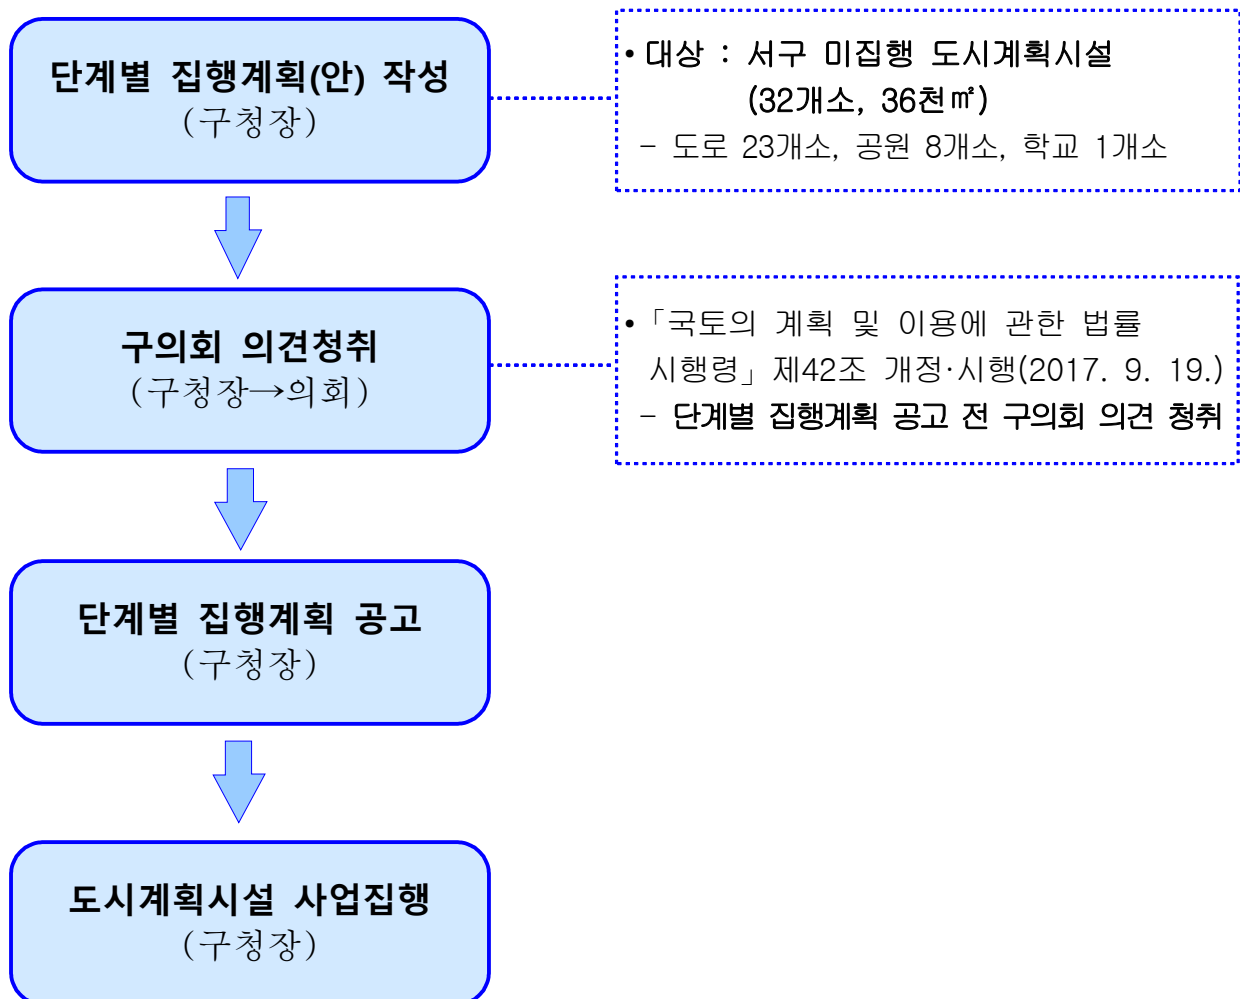 단계별 집행계획(안) 작성
(구청장)
• 대상 : 서구 미집행 도시계획시설
(32개소, 36천㎡)
- 도로 23개소, 공원 8개소, 학교 1개소
구의회 의견청취
(구청장→의회)
•「국토의 계획 및 이용에 관한 법률
시행령」제42조 개정·시행(2017. 9. 19.)
- 단계별 집행계획 공고 전 구의회 의견 청취
단계별 집행계획 공고
(구청장)
도시계획시설 사업집행
(구청장)